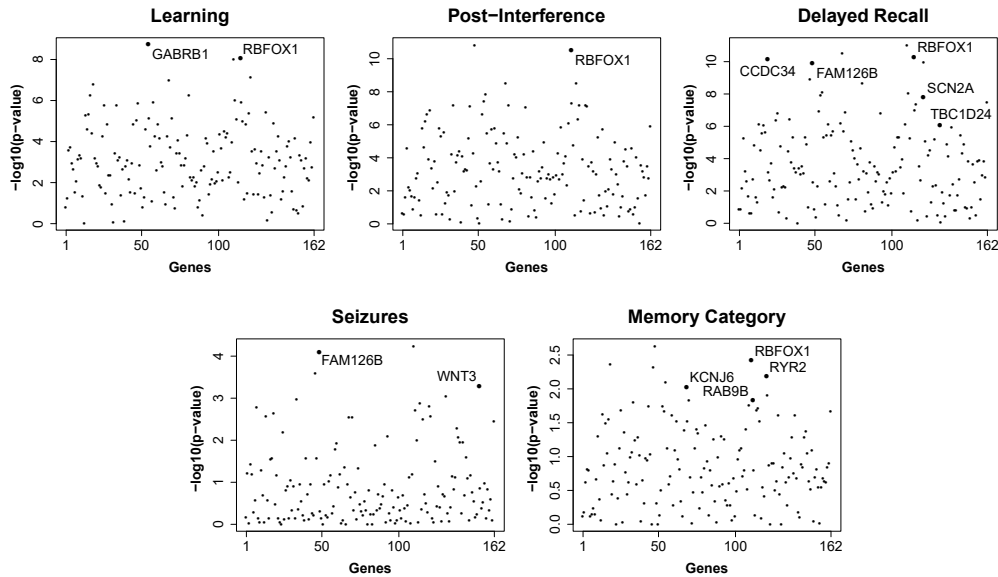 Learning
Post−Interference
Delayed Recall
−log10(p−value)
8
6
4
2
0
GABRB1
RBFOX1
1
50
100
162
Genes
−log10(p−value)
10
8
6
4
2
0
RBFOX1
1
50
100
162
Genes
−log10(p−value)
10
8
6
4
2
0
CCDC34
FAM126B
RBFOX1
SCN2A
TBC1D24
1
50
100
162
Genes
Seizures
Memory Category
−log10(p−value)
4
3
2
1
0
FAM126B
WNT3
1
50
100
162
Genes
−log10(p−value)
2.5
2.0
1.5
1.0
0.5
0.0
RBFOX1
RYR2
KCNJ6
RAB9B
1
50
100
162
Genes